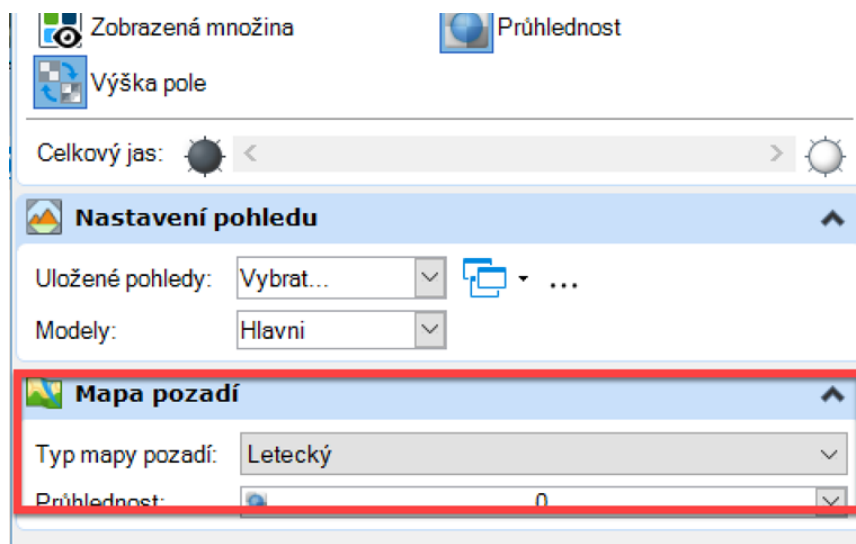 Zobrazená množina Průhlednost
Výška pole
Celkový jas:
Nastavení pohledu
Uložené pohledy: Vybrat... ...
Modely: Hlavni
Mapa pozadí
Typ mapy pozadí: Letecký
Průhlednost: 0